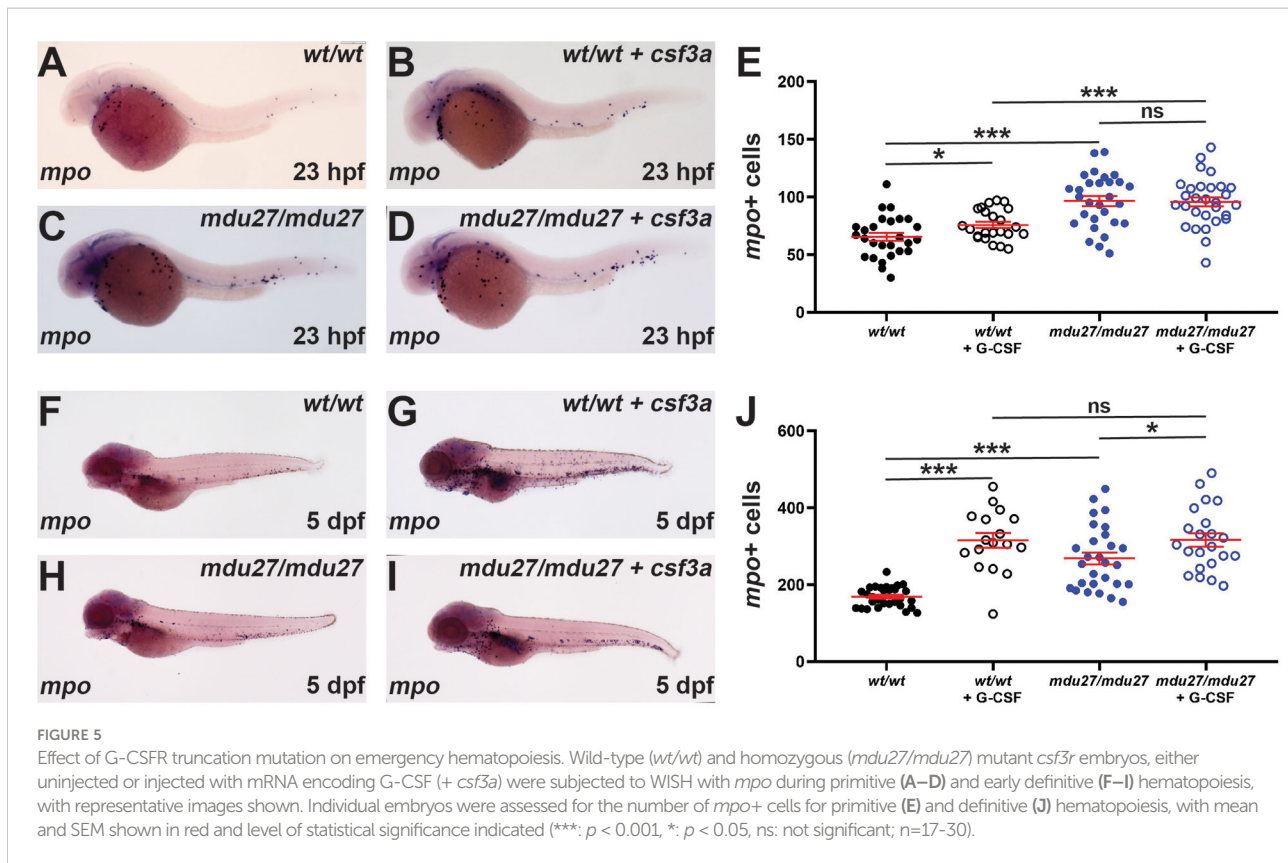 A
wt/wt
mpo
23 hpf
B
wt/wt + csf3a
23 hpf
C
mdu27/mdu27
mpo
23 hpf
D
mdu27/mdu27 + csf3a
mpo
23 hpf
E
mpo+ cells
200
150
100
50
0
*
***
***
ns
wt/wt
wt/wt
+ G-CSF
mdu27/mdu27
mdu27/mdu27
+ G-CSF
F
wt/wt
mpo
5 dpf
G
wt/wt + csf3a
mpo
5 dpf
H
mdu27/mdu27
mpo
5 dpf
I
mdu27/mdu27 + csf3a
mpo
5 dpf
J
mpo+ cells
600
400
200
0
***
***
ns
*
wt/wt
wt/wt
+ G-CSF
mdu27/mdu27
mdu27/mdu27
+ G-CSF
FIGURE 5
Effect of G-CSFR truncation mutation on emergency hematopoiesis. Wild-type (wt/wt) and homozygous (mdu27/mdu27) mutant csf3r embryos, either
uninjected or injected with mRNA encoding G-CSF (+ csf3a) were subjected to WISH with mpo during primitive (A–D) and early definitive (F–I) hematopoiesis,
with representative images shown. Individual embryos were assessed for the number of mpo+ cells for primitive (E) and definitive (J) hematopoiesis, with mean
and SEM shown in red and level of statistical significance indicated (***: p < 0.001, *: p < 0.05, ns: not significant; n=17-30).